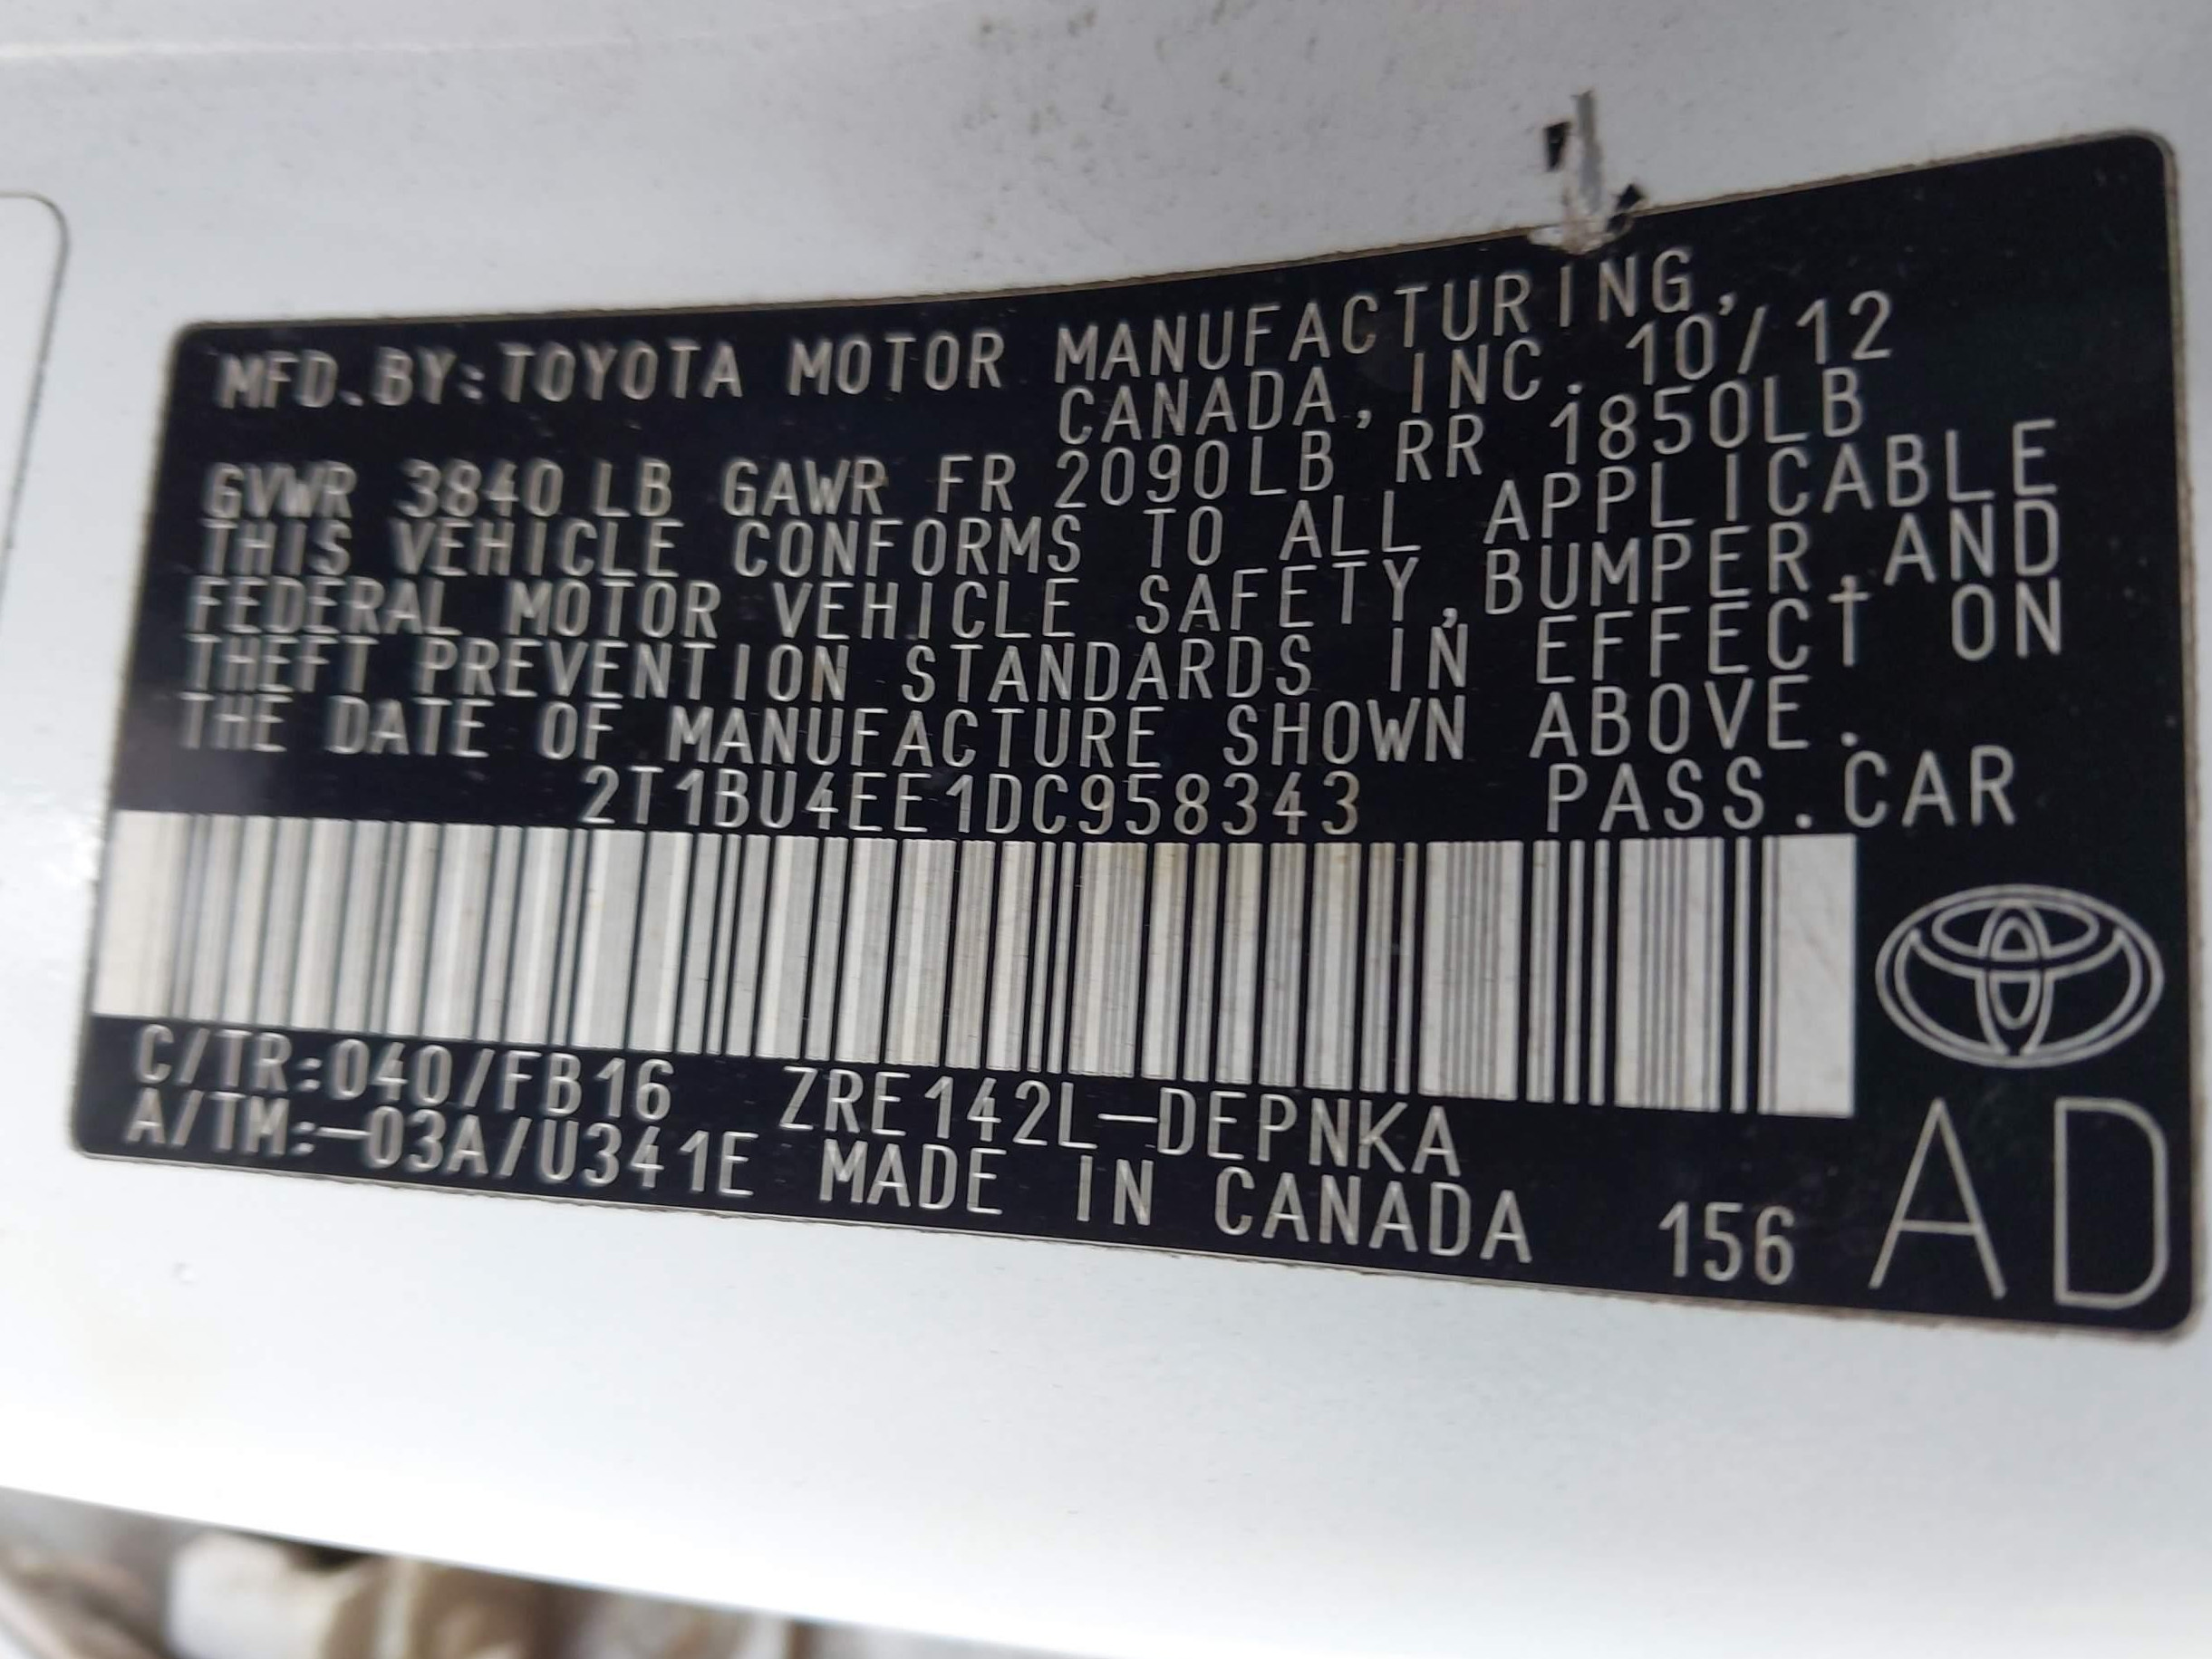 MFD.BY:TOYOTA MOTOR MANUFACTURING,
CANADA, INC. 10/12
GVWR 3840LB GAWR FR 2090LB RR 1850LB
THIS VEHICLE CONFORMS TO ALL APPLICABLE
FEDERAL MOTOR VEHICLE SAFETY,BUMPER,AND
THEFT PREVENTION STANDARDS IN EFFECT ON
THE DATE OF MANUFACTURE SHOWN ABOVE.
2T1BU4EE1DC958343 PASS.CAR
C/TR:040/FB16 ZRE142L-DEPNKA
A/TM:-03A/U341E MADE IN CANADA 156 AD